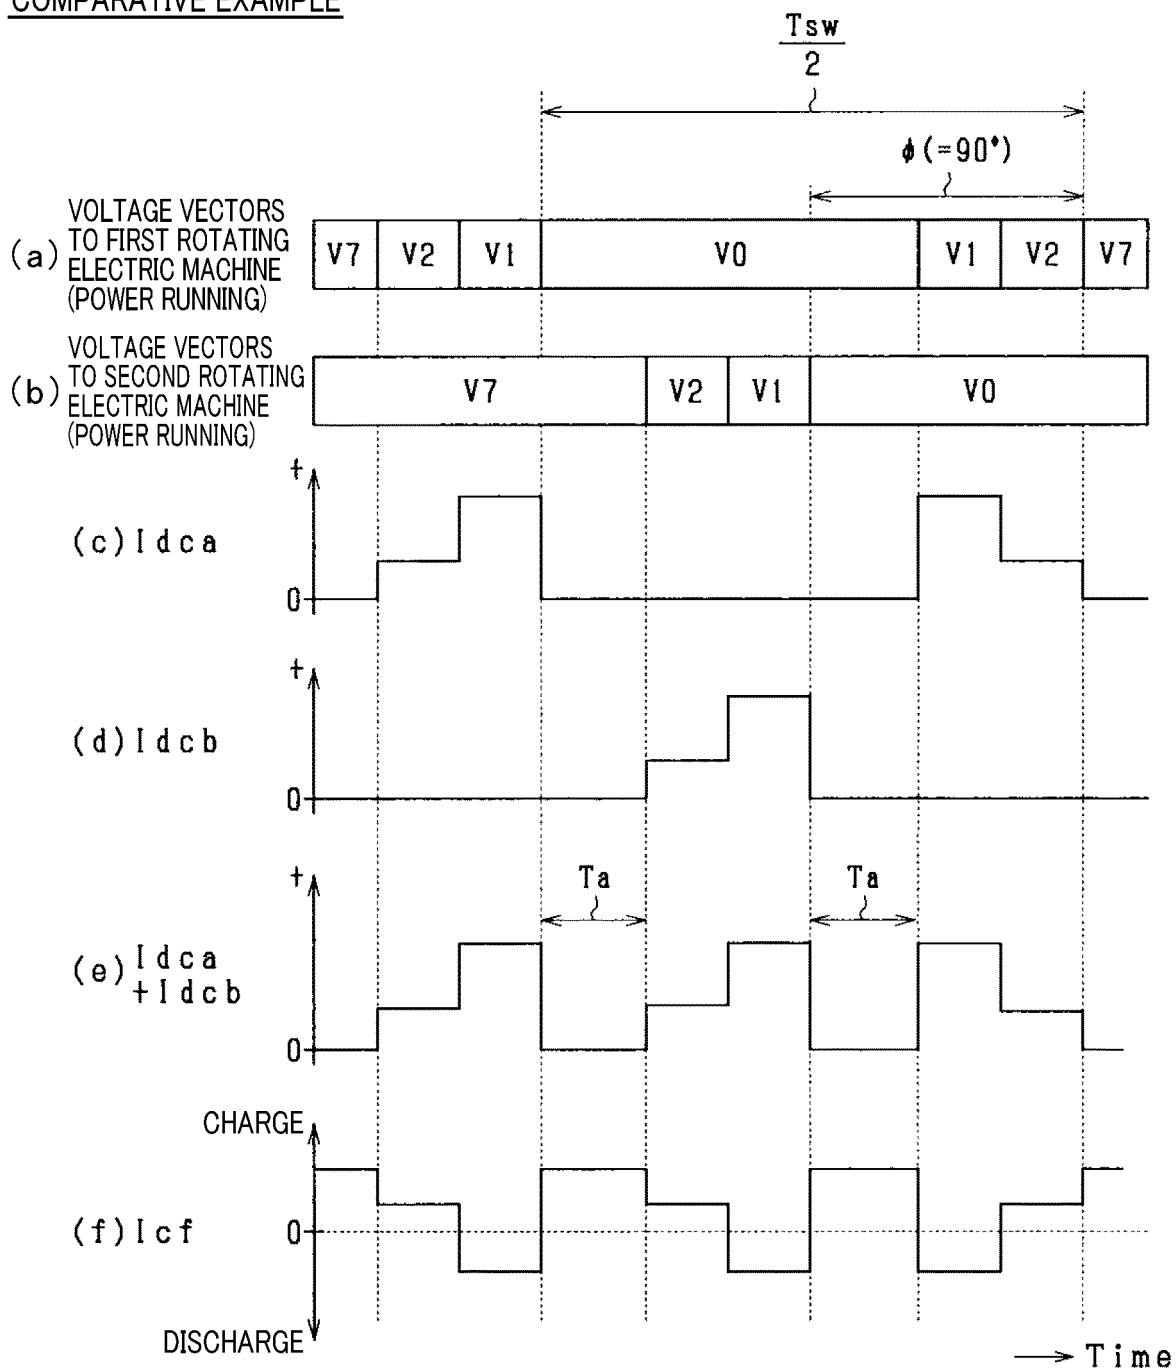 COMPARATIVE EXAMPLE
Tsw
2
ϕ(=90°)
(a)
VOLTAGE VECTORS
TO FIRST ROTATING
ELECTRIC MACHINE
(POWER RUNNING)
V7 V2 V1 V0 V1 V2 V7
(b)
VOLTAGE VECTORS
TO SECOND ROTATING
ELECTRIC MACHINE
(POWER RUNNING)
V7 V2 V1 V0
+
(c) Idca
0
+
(d) Idcb
0
+
Ta Ta
(e) Idca
+Idcb
0
CHARGE
(f) Icf
0
DISCHARGE
Time